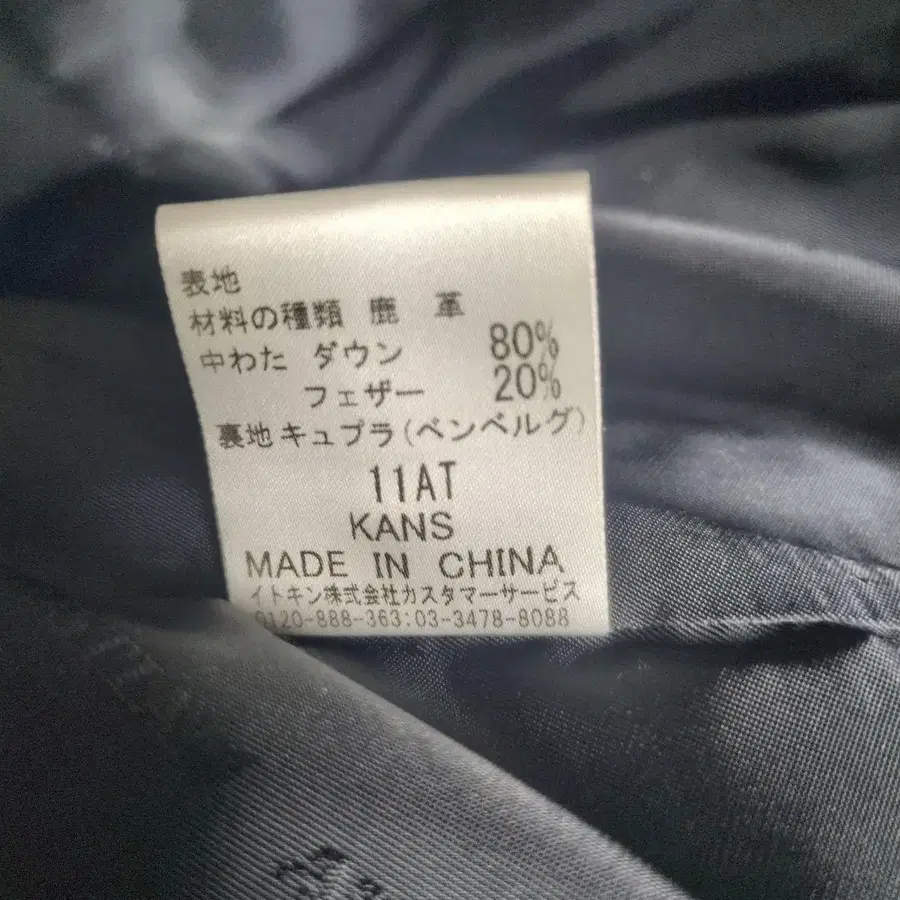 表地
材料の種類 鹿 革
中わた ダウン 80%
フェザー 20%
裏地 キュプラ(ベンベルグ)
11AT
KANS
MADE IN CHINA
イトキン株式会社カスタマーサービス
0120-888-363:03-3478-8088